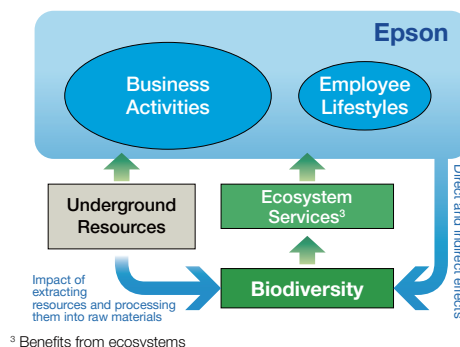 Epson
Business
Activities
Employee
Lifestyles
Underground
Resources
Ecosystem
Services³
Direct and indirect effects
Impact of
extracting
resources and processing
them into raw materials
Biodiversity
³ Benefits from ecosystems